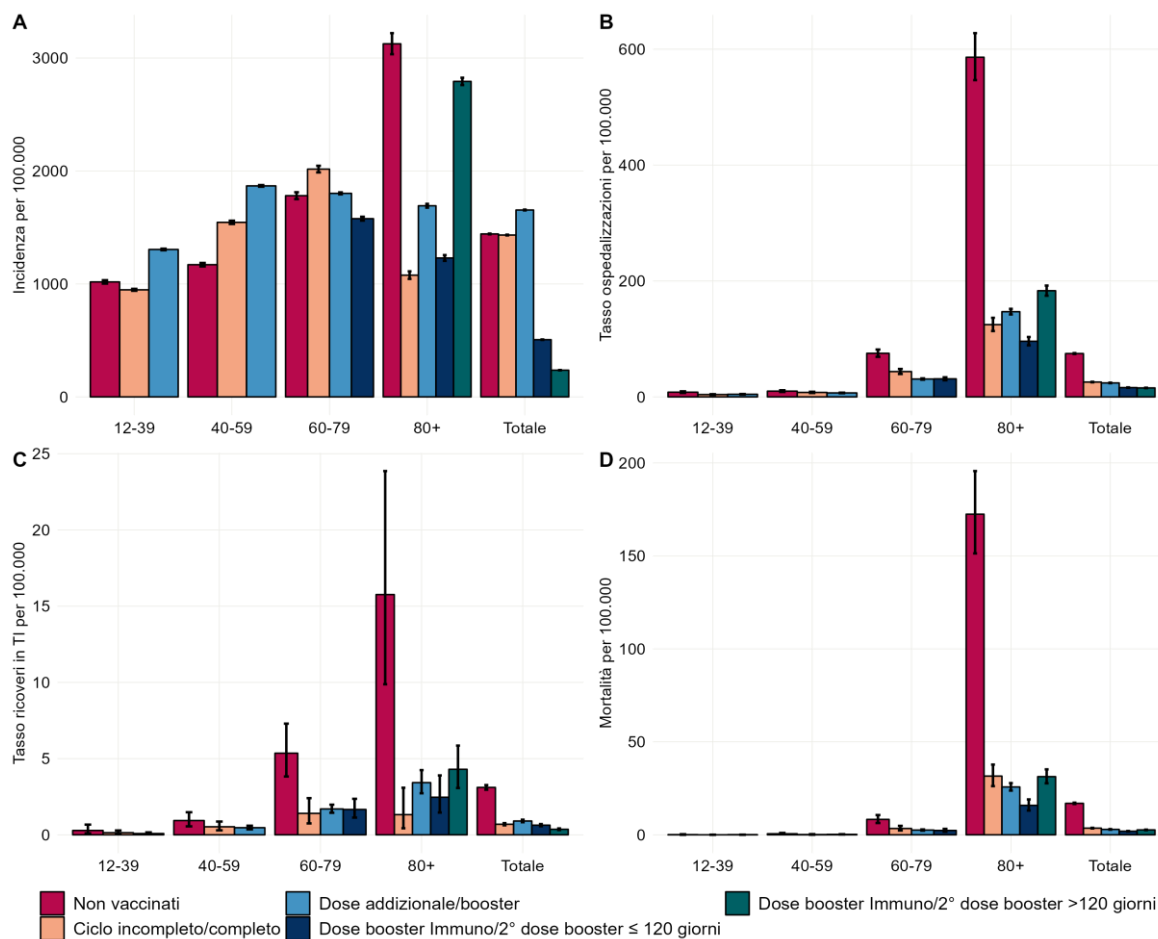 A
Incidenza per 100.000
3000
2000
1000
0
12-39 40-59 60-79 80+ Totale
B
Tasso ospedalizzazioni per 100.000
600
400
200
0
12-39 40-59 60-79 80+ Totale
C
Tasso ricoveri in TI per 100.000
25
20
15
10
5
0
12-39 40-59 60-79 80+ Totale
D
Mortalità per 100.000
200
150
100
50
0
12-39 40-59 60-79 80+ Totale
Non vaccinati
Ciclo incompleto/completo
Dose addizionale/booster
Dose booster Immuno/2° dose booster ≤ 120 giorni
Dose booster Immuno/2° dose booster >120 giorni